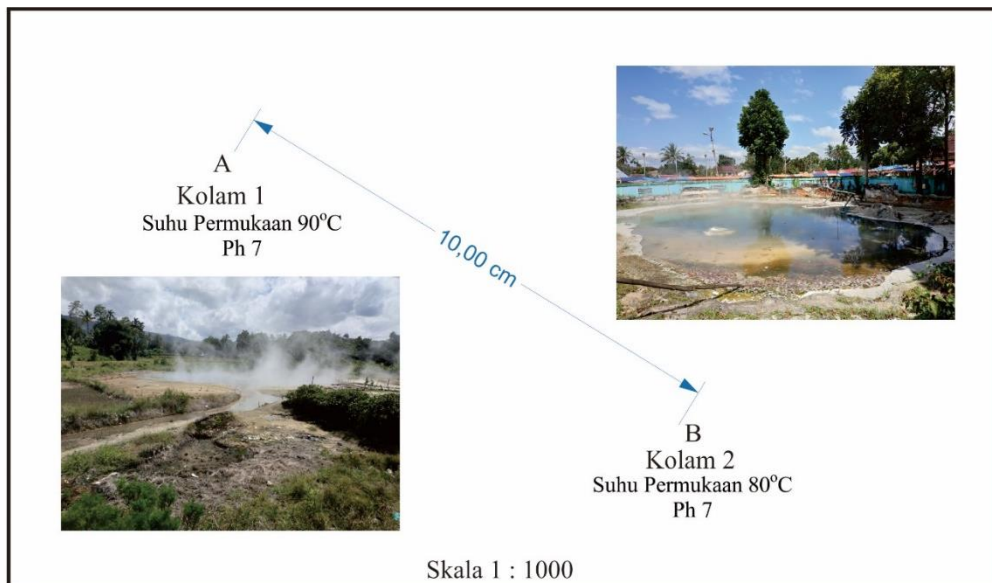 A
Kolam 1
Suhu Permukaan 90°C
Ph 7
10,00 cm
B
Kolam 2
Suhu Permukaan 80°C
Ph 7
Skala 1 : 1000